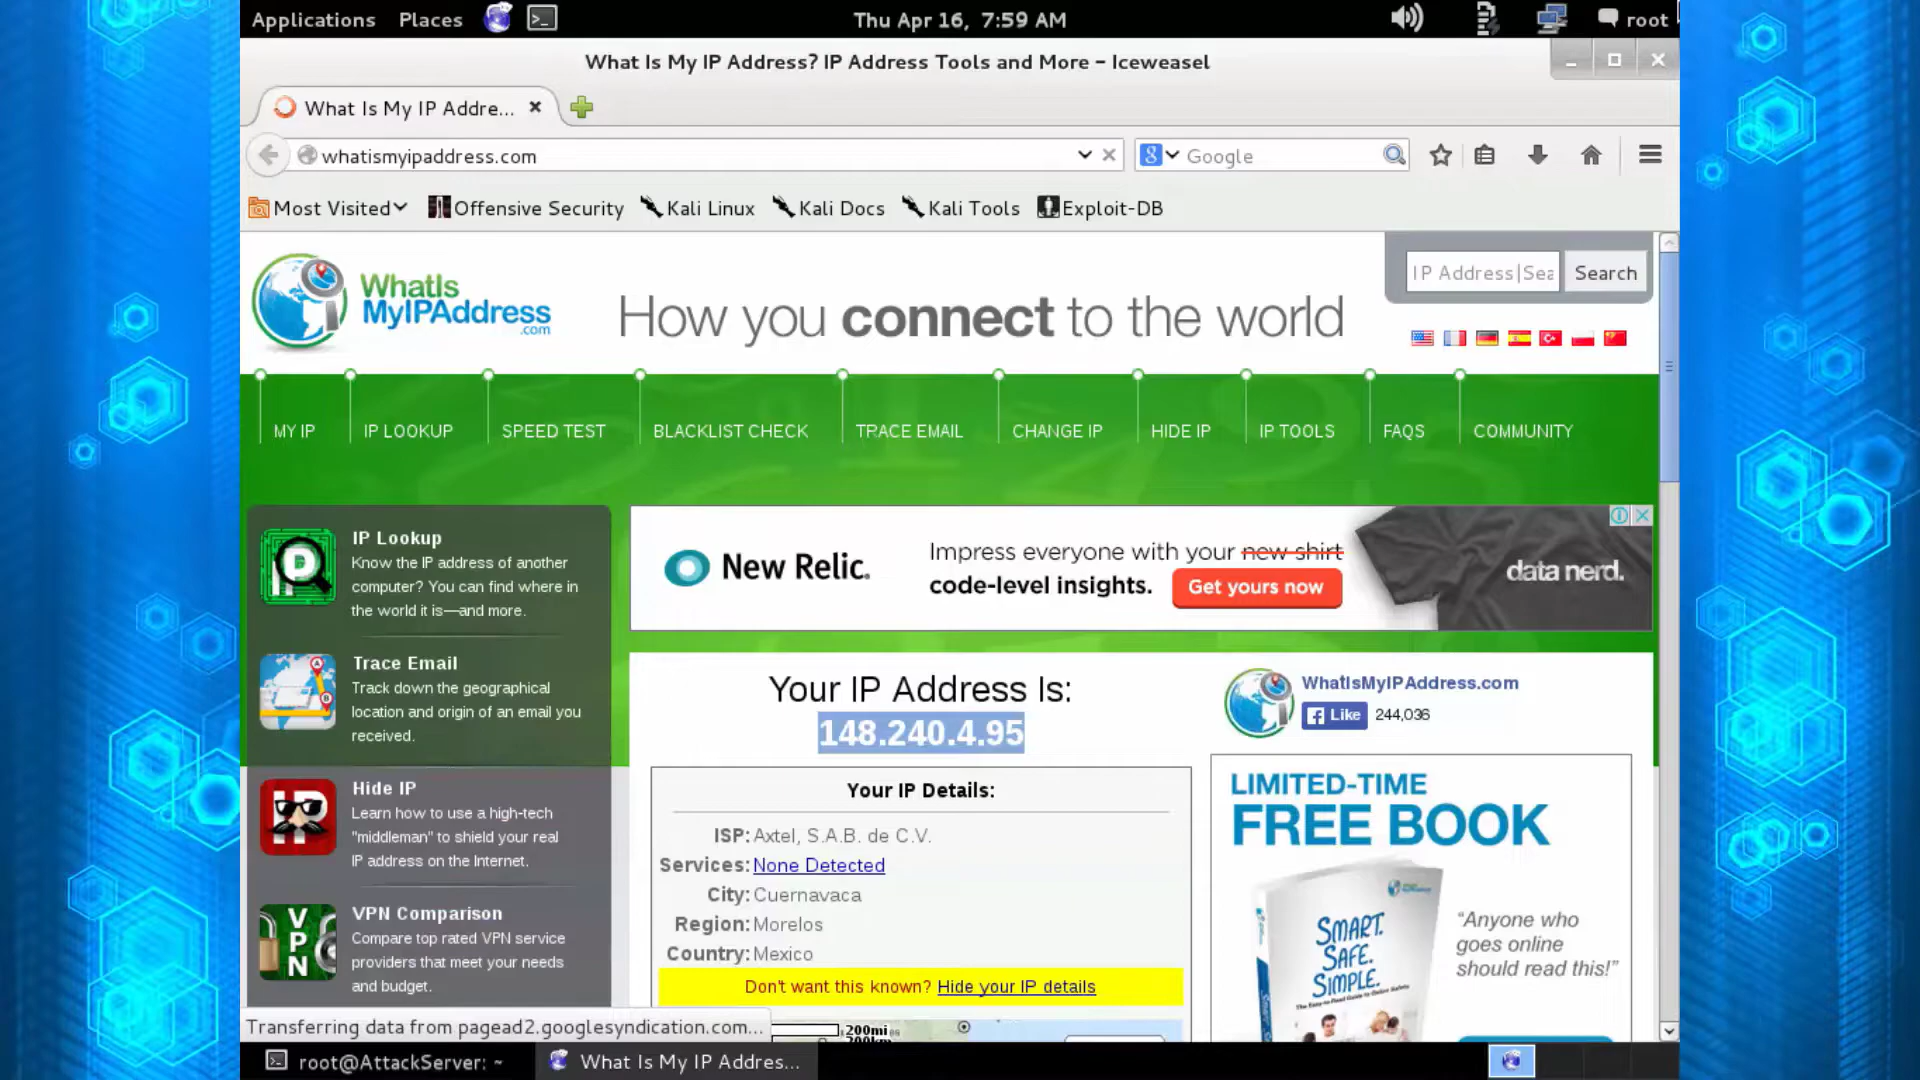 Applications Places Thu Apr 16, 7:59 AM root
What Is My IP Address? IP Address Tools and More - Iceweasel
What Is My IP Addre...
whatismyipaddress.com Google
Most Visited Offensive Security Kali Linux Kali Docs Kali Tools Exploit-DB
WhatIs
MyIPAddress
.com
How you connect to the world
IP Address|Sea Search
MY IP IP LOOKUP SPEED TEST BLACKLIST CHECK TRACE EMAIL CHANGE IP HIDE IP IP TOOLS FAQS COMMUNITY
IP Lookup
Know the IP address of another
computer? You can find where in
the world it is—and more.
Trace Email
Track down the geographical
location and origin of an email you
received.
Hide IP
Learn how to use a high-tech
"middleman" to shield your real
IP address on the Internet.
VPN Comparison
Compare top rated VPN service
providers that meet your needs
and budget.
New Relic.
Impress everyone with your new shirt
code-level insights. Get yours now
data nerd.
Your IP Address Is:
148.240.4.95
Your IP Details:
ISP: Axtel, S.A.B. de C.V.
Services: None Detected
City: Cuernavaca
Region: Morelos
Country: Mexico
Don't want this known? Hide your IP details
200mi
200km
WhatIsMyIPAddress.com
Like 244,036
LIMITED-TIME
FREE BOOK
SMART.
SAFE.
SIMPLE.
"Anyone who
goes online
should read this!"
Transferring data from pagead2.googlesyndication.com...
root@AttackServer: ~ What Is My IP Addres...